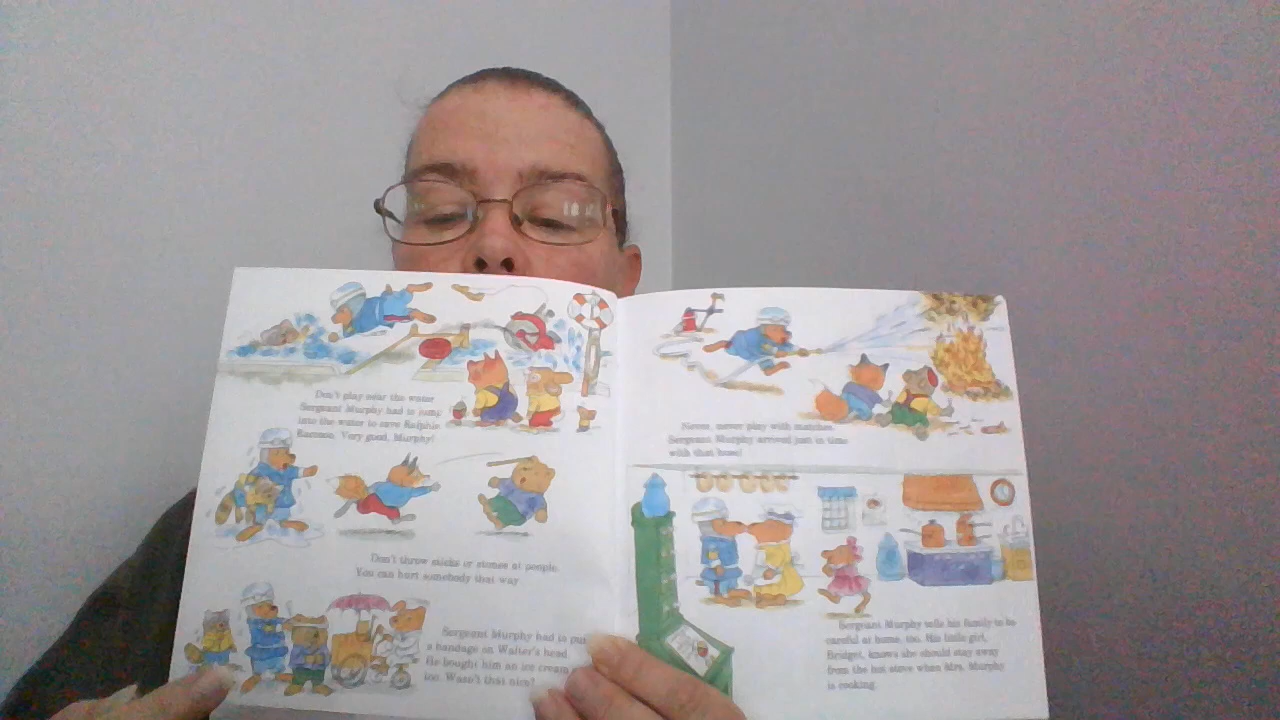 Don't play near the water.
Sergeant Murphy had to jump
into the water to save Ralphie
Raccoon. Very good, Murphy!
Don't throw sticks or stones at people.
You can hurt somebody that way
Sergeant Murphy had to put
a bandage on Walter's head.
He bought him an ice cream
too. Wasn't that nice?
Never, never play with matches.
Sergeant Murphy arrived just in time
with that hose!
Sergeant Murphy tells his family to be
careful at home, too. His little girl,
Bridget, knows she should stay away
from the hot stove when Mrs. Murphy
is cooking.